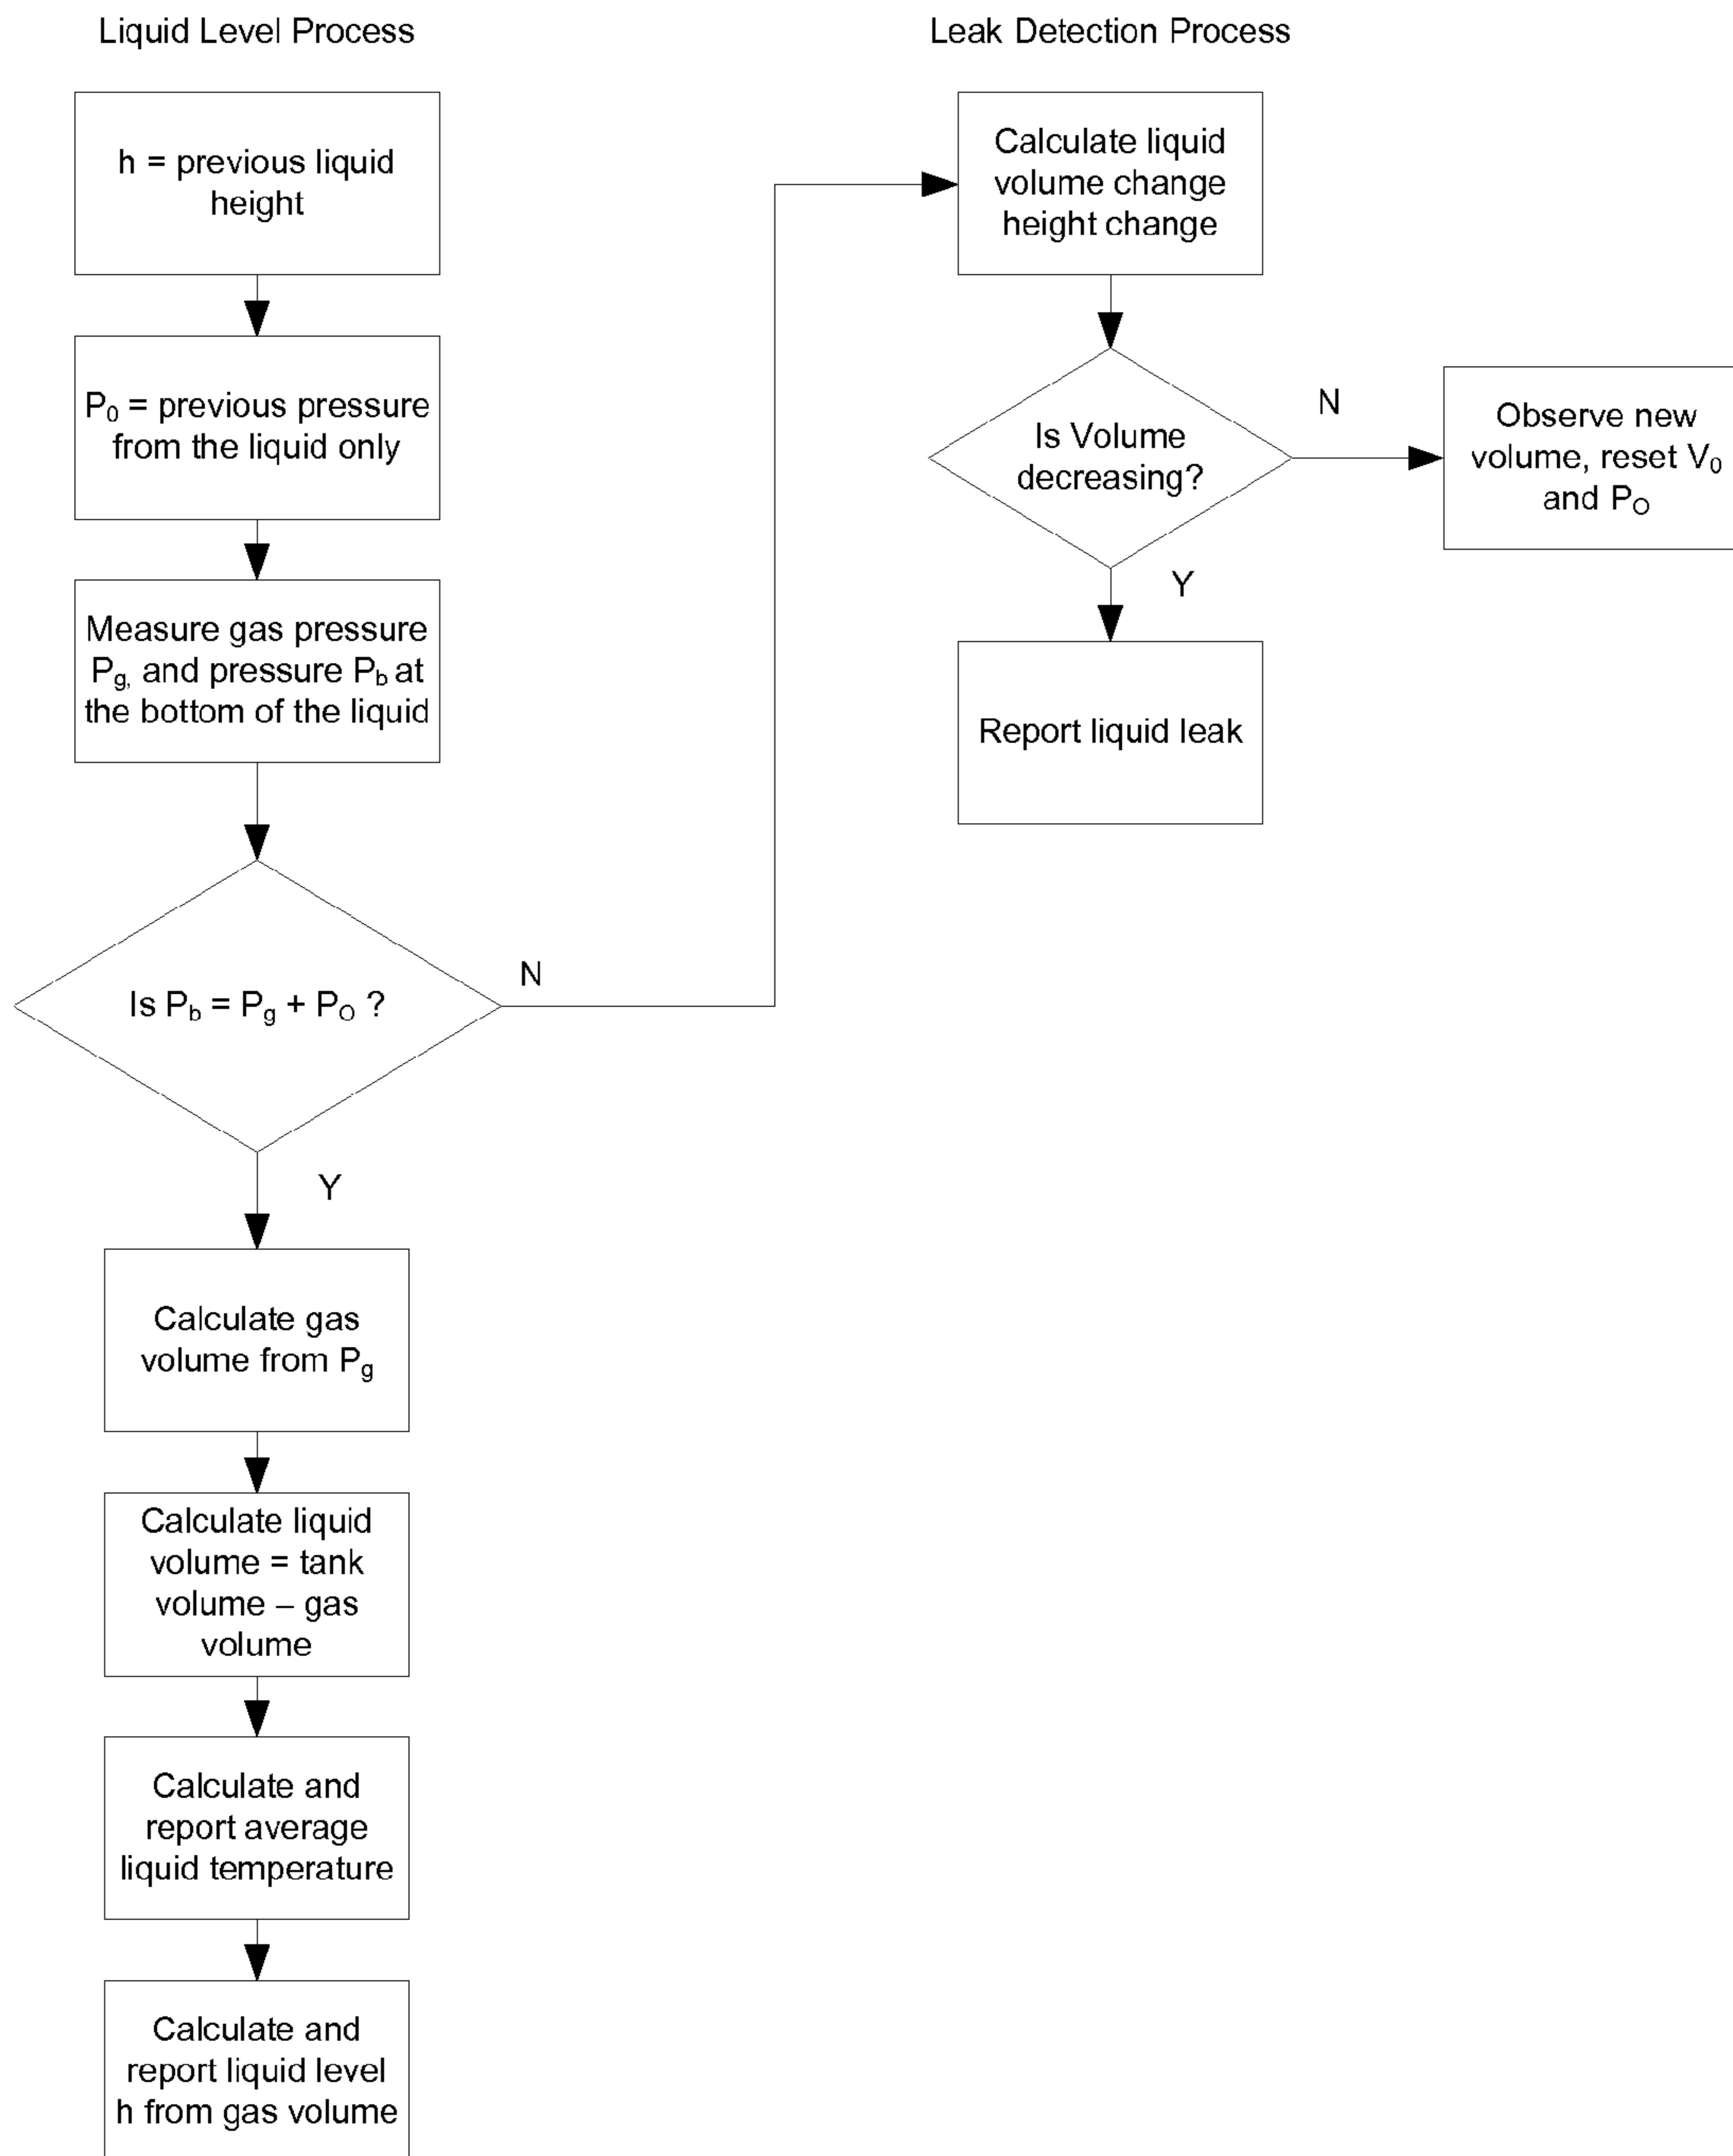 Liquid Level Process
h = previous liquid
height
P₀ = previous pressure
from the liquid only
Measure gas pressure
Pg, and pressure Pb at
the bottom of the liquid
Is Pb = Pg + PO ?
N
Y
Calculate gas
volume from Pg
Calculate liquid
volume = tank
volume – gas
volume
Calculate and
report average
liquid temperature
Calculate and
report liquid level
h from gas volume
Leak Detection Process
Calculate liquid
volume change
height change
Is Volume
decreasing?
N
Observe new
volume, reset V₀
and PO
Y
Report liquid leak